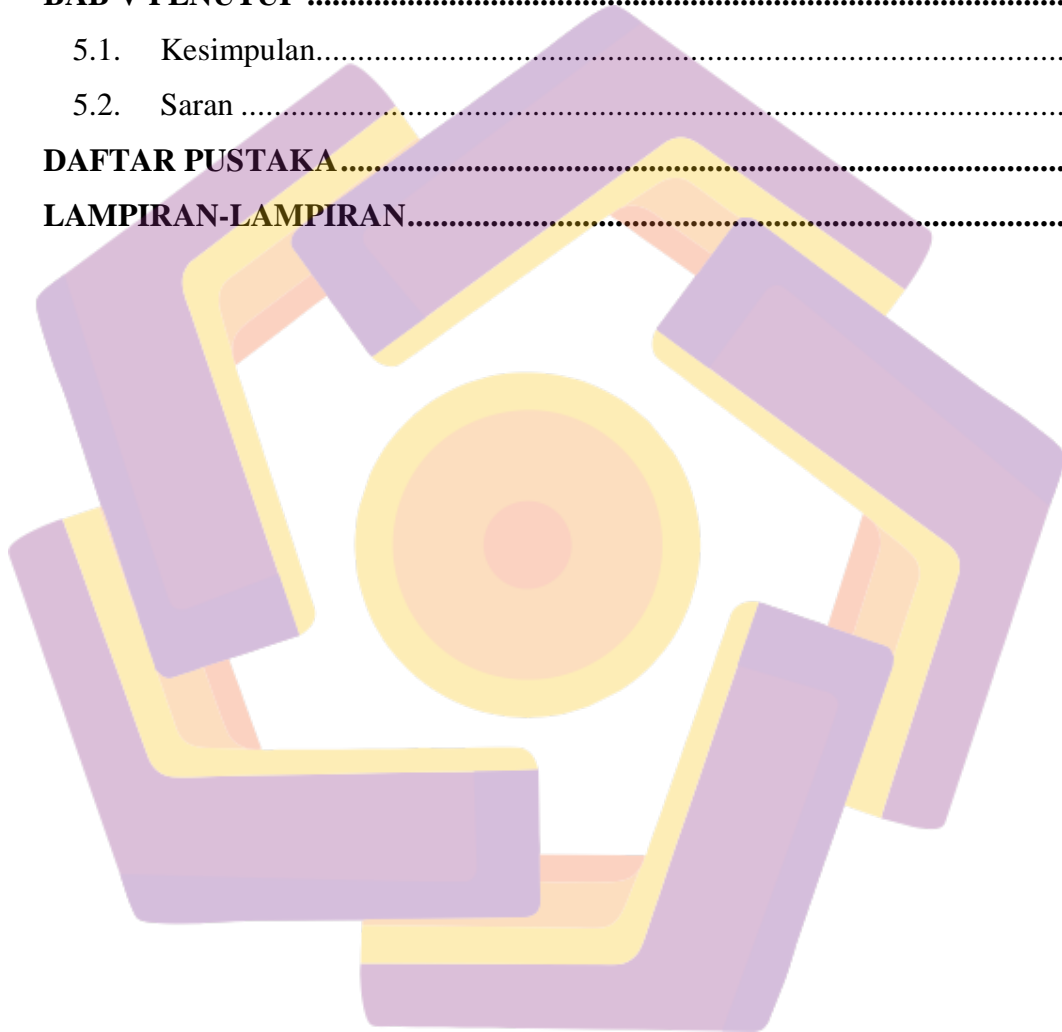 BAB V PENUTUP ........................................................................................
5.1. Kesimpulan........................................................................................
5.2. Saran ........................................................................................
DAFTAR PUSTAKA........................................................................................
LAMPIRAN-LAMPIRAN........................................................................................